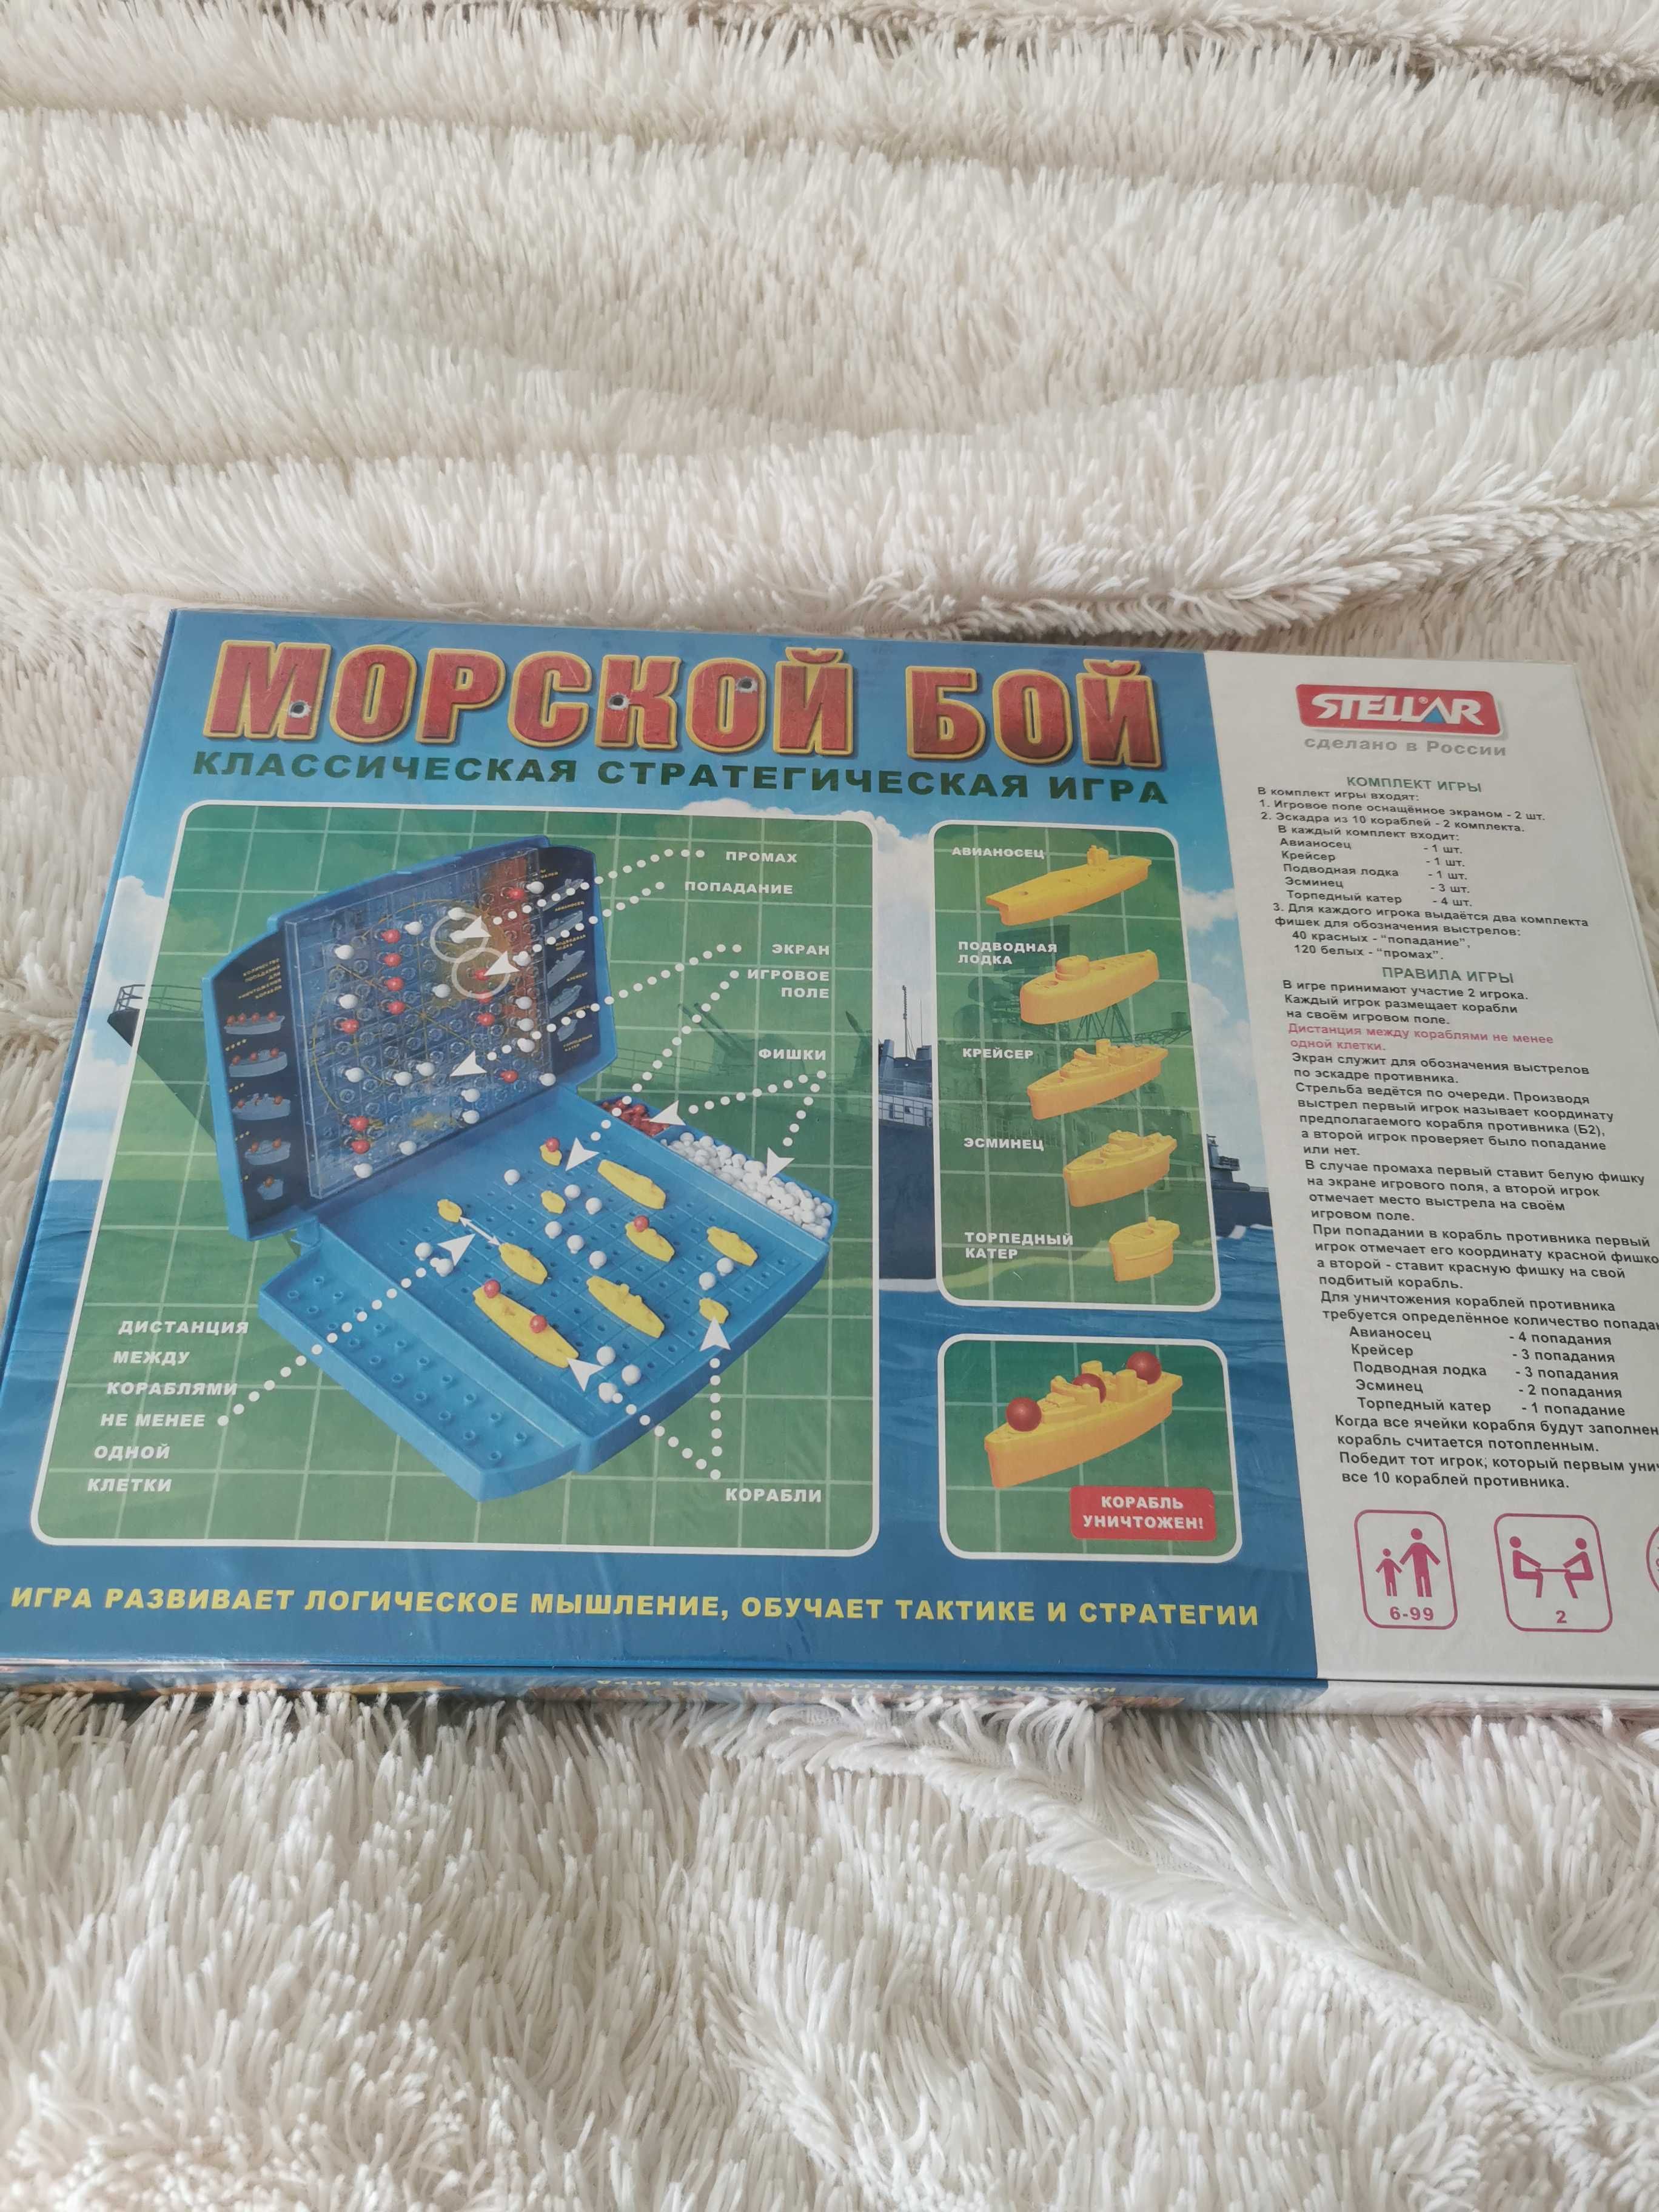 МОРСКОЙ БОЙ
КЛАССИЧЕСКАЯ СТРАТЕГИЧЕСКАЯ ИГРА
ПРОМАХ
ПОПАДАНИЕ
ЭКРАН
ИГРОВОЕ
ПОЛЕ
ФИШКИ
ДИСТАНЦИЯ
МЕЖДУ
КОРАБЛЯМИ
НЕ МЕНЕЕ
ОДНОЙ
КЛЕТКИ
КОРАБЛИ
АВИАНОСЕЦ
ПОДВОДНАЯ
ЛОДКА
КРЕЙСЕР
ЭСМИНЕЦ
ТОРПЕДНЫЙ
КАТЕР
КОРАБЛЬ
УНИЧТОЖЕН!
ИГРА РАЗВИВАЕТ ЛОГИЧЕСКОЕ МЫШЛЕНИЕ, ОБУЧАЕТ ТАКТИКЕ И СТРАТЕГИИ
STELLAR
сделано в России
КОМПЛЕКТ ИГРЫ
В комплект игры входят:
1. Игровое поле оснащённое экраном - 2 шт.
2. Эскадра из 10 кораблей - 2 комплекта.
В каждый комплект входит:
Авианосец - 1 шт.
Крейсер - 1 шт.
Подводная лодка - 1 шт.
Эсминец - 3 шт.
Торпедный катер - 4 шт.
3. Для каждого игрока выдаётся два комплекта
фишек для обозначения выстрелов:
40 красных - "попадание",
120 белых - "промах".
ПРАВИЛА ИГРЫ
В игре принимают участие 2 игрока.
Каждый игрок размещает корабли
на своём игровом поле.
Дистанция между кораблями не менее
одной клетки.
Экран служит для обозначения выстрелов
по эскадре противника.
Стрельба ведётся по очереди. Производя
выстрел первый игрок называет координату
предполагаемого корабля противника (Б2),
а второй игрок проверяет было попадание
или нет.
В случае промаха первый ставит белую фишку
на экране игрового поля, а второй игрок
отмечает место выстрела на своём
игровом поле.
При попадании в корабль противника первый
игрок отмечает его координату красной фишко
а второй - ставит красную фишку на свой
подбитый корабль.
Для уничтожения кораблей противника
требуется определённое количество попадан
Авианосец - 4 попадания
Крейсер - 3 попадания
Подводная лодка - 3 попадания
Эсминец - 2 попадания
Торпедный катер - 1 попадание
Когда все ячейки корабля будут заполнен
корабль считается потопленным.
Победит тот игрок, который первым унич
все 10 кораблей противника.
6-99
2
КЛАССИЧЕСКАЯ СТРАТЕГИЧЕСКАЯ ИГРА